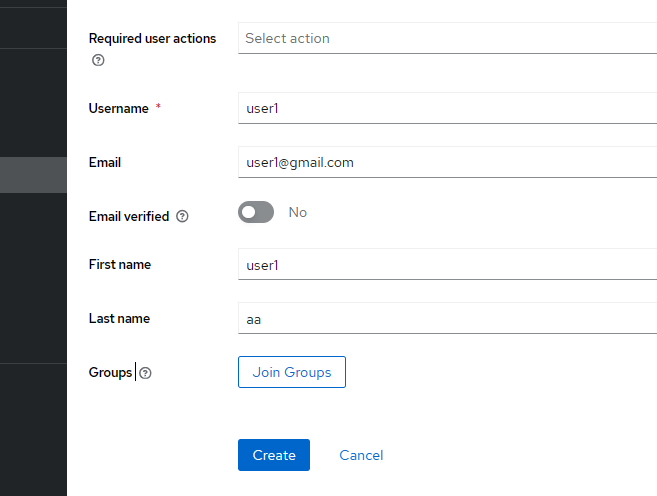 Required user actions
Select action
Username *
user1
Email
user1@gmail.com
Email verified
No
First name
user1
Last name
aa
Groups
Join Groups
Create
Cancel